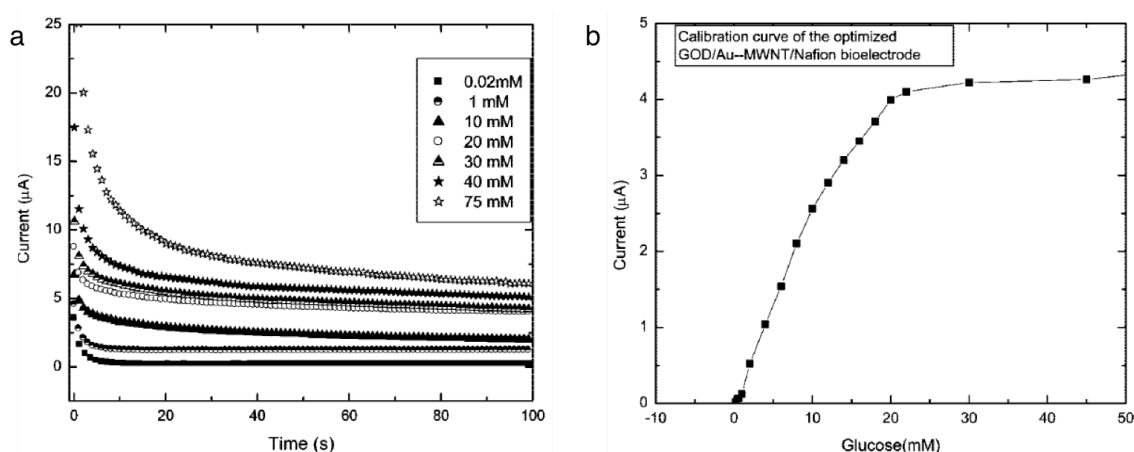 a
25
20
15
10
5
0
Current (μA)
0 20 40 60 80 100
Time (s)
0.02mM
1 mM
10 mM
20 mM
30 mM
40 mM
75 mM
b
Calibration curve of the optimized
GOD/Au--MWNT/Nafion bioelectrode
5
4
3
2
1
0
Current (μA)
-10 0 10 20 30 40 50
Glucose(mM)